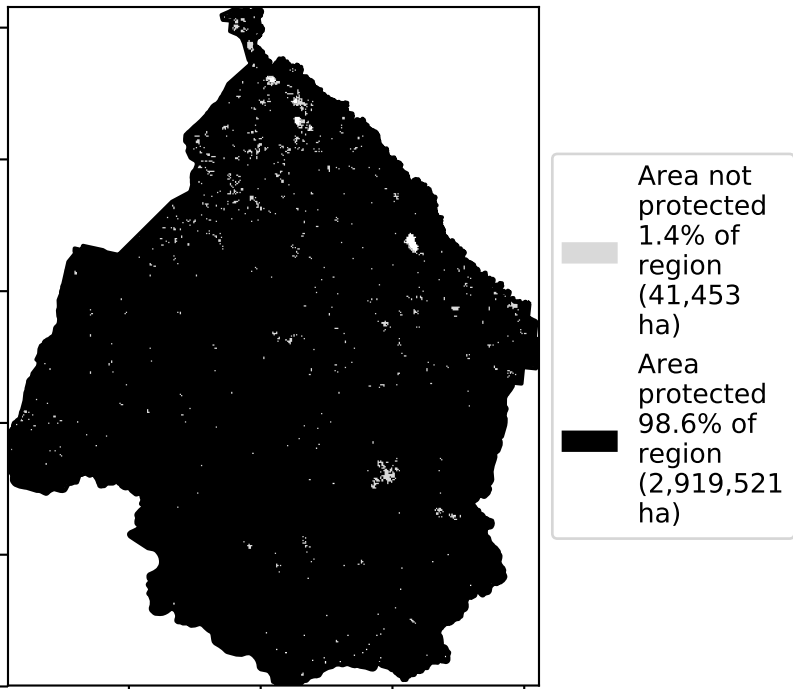 Area not
protected
1.4% of
region
(41,453
ha)
Area
protected
98.6% of
region
(2,919,521
ha)